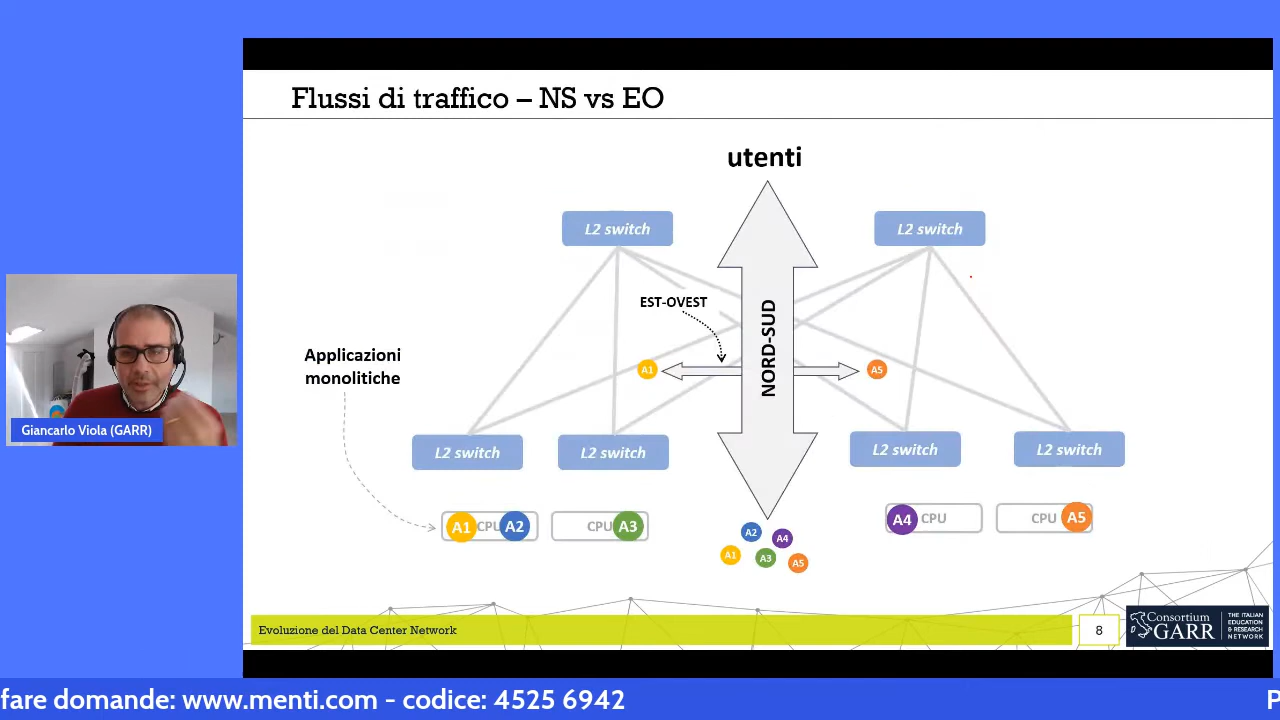 Flussi di traffico – NS vs EO
utenti
L2 switch
L2 switch
EST-OVEST
NORD-SUD
A1
A5
Applicazioni
monolitiche
L2 switch
L2 switch
L2 switch
L2 switch
A1
CPU
A2
CPU
A3
A4
CPU
CPU
A5
A2
A4
A1
A3
A5
Giancarlo Viola (GARR)
Evoluzione del Data Center Network
8
Consortium
GARR
THE ITALIAN
EDUCATION
& RESEARCH
NETWORK
fare domande: www.menti.com - codice: 4525 6942
P